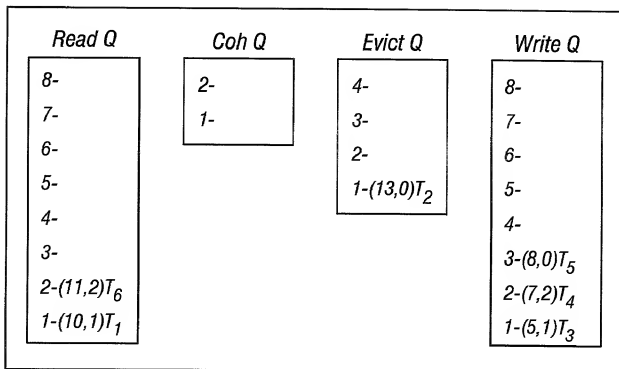 Read Q
8-
7-
6-
5-
4-
3-
2-(11,2)T6
1-(10,1)T1
Coh Q
2-
1-
Evict Q
4-
3-
2-
1-(13,0)T2
Write Q
8-
7-
6-
5-
4-
3-(8,0)T5
2-(7,2)T4
1-(5,1)T3